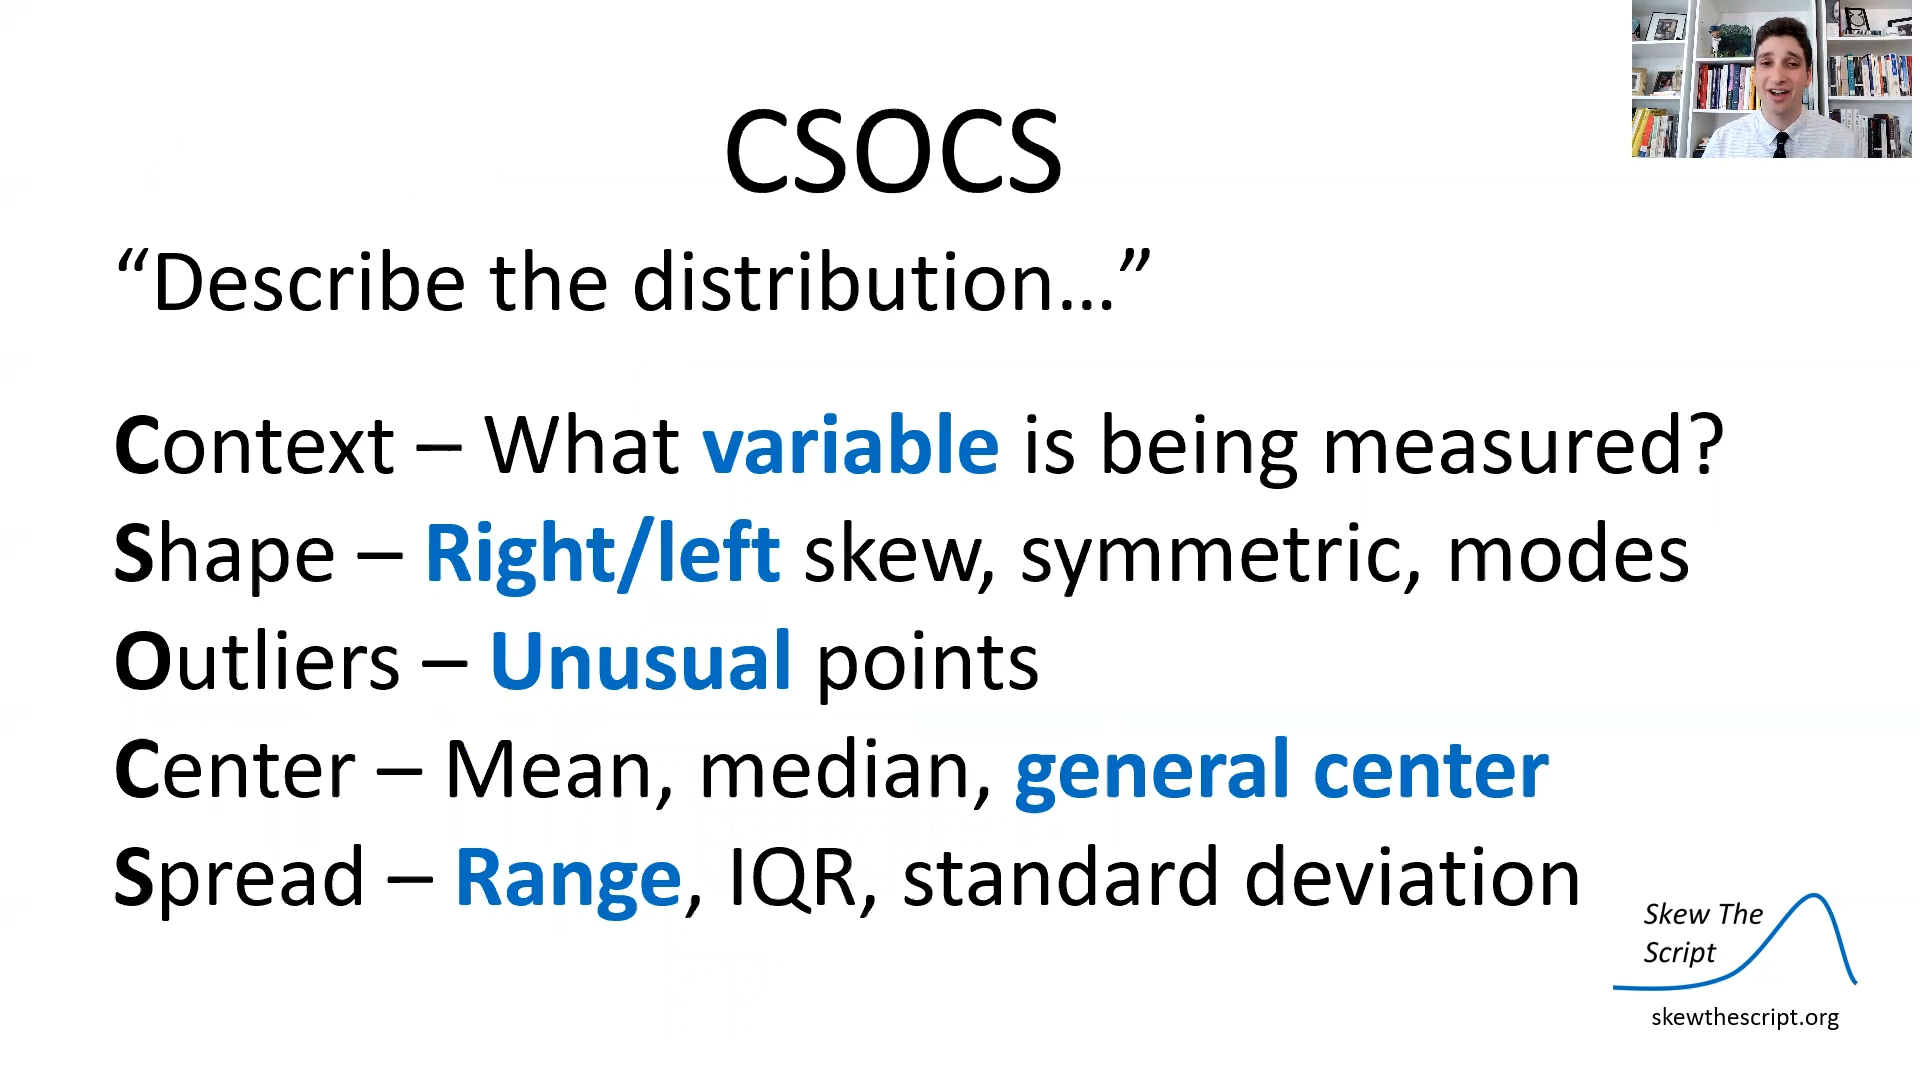 CSOCS
“Describe the distribution…”
Context – What variable is being measured?
Shape – Right/left skew, symmetric, modes
Outliers – Unusual points
Center – Mean, median, general center
Spread – Range, IQR, standard deviation
Skew The
Script
skewthescript.org